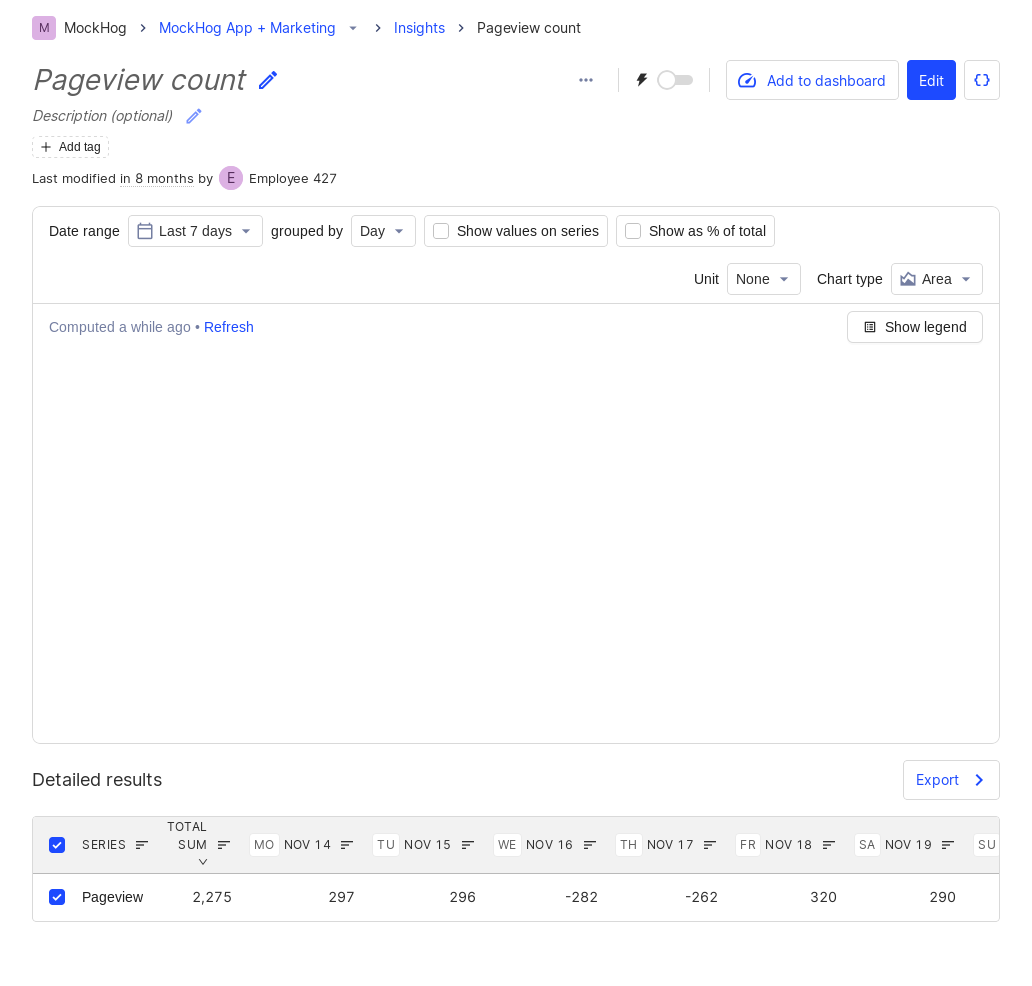 M MockHog MockHog App + Marketing Insights Pageview count
Pageview count
Add to dashboard Edit
Description (optional)
Add tag
Last modified in 8 months by E Employee 427
Date range Last 7 days grouped by Day Show values on series Show as % of total
Unit None Chart type Area
Computed a while ago • Refresh Show legend
Detailed results Export
SERIES TOTAL SUM MO NOV 14 TU NOV 15 WE NOV 16 TH NOV 17 FR NOV 18 SA NOV 19 SU
Pageview 2,275 297 296 -282 -262 320 290